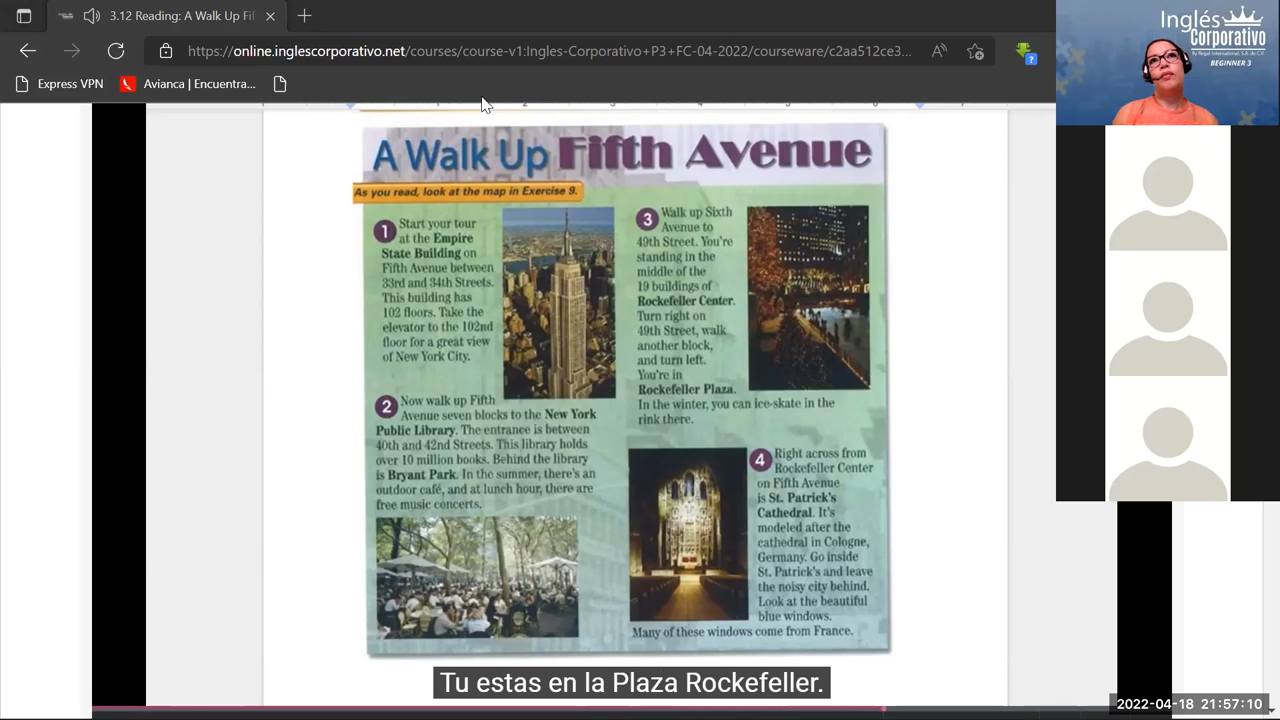 3.12 Reading: A Walk Up Fif
https://online.inglescorporativo.net/courses/course-v1:Ingles-Corporativo+P3+FC-04-2022/courseware/c2aa512ce3...
Express VPN
Avianca | Encuentra...
Inglés
Corporativo
By Regal International, S.A. de C.V.
BEGINNER 3
A Walk Up Fifth Avenue
As you read, look at the map in Exercise 9.
1 Start your tour
at the Empire
State Building on
Fifth Avenue between
33rd and 34th Streets.
This building has
102 floors. Take the
elevator to the 102nd
floor for a great view
of New York City.
2 Now walk up Fifth
Avenue seven blocks to the New York
Public Library. The entrance is between
40th and 42nd Streets. This library holds
over 10 million books. Behind the library
is Bryant Park. In the summer, there's an
outdoor café, and at lunch hour, there are
free music concerts.
3 Walk up Sixth
Avenue to
49th Street. You're
standing in the
middle of the
19 buildings of
Rockefeller Center.
Turn right on
49th Street, walk
another block,
and turn left.
You're in
Rockefeller Plaza.
In the winter, you can ice-skate in the
rink there.
4 Right across from
Rockefeller Center
on Fifth Avenue
is St. Patrick's
Cathedral. It's
modeled after the
cathedral in Cologne,
Germany. Go inside
St. Patrick's and leave
the noisy city behind.
Look at the beautiful
blue windows.
Many of these windows come from France.
Tu estas en la Plaza Rockefeller.
2022-04-18 21:57:10